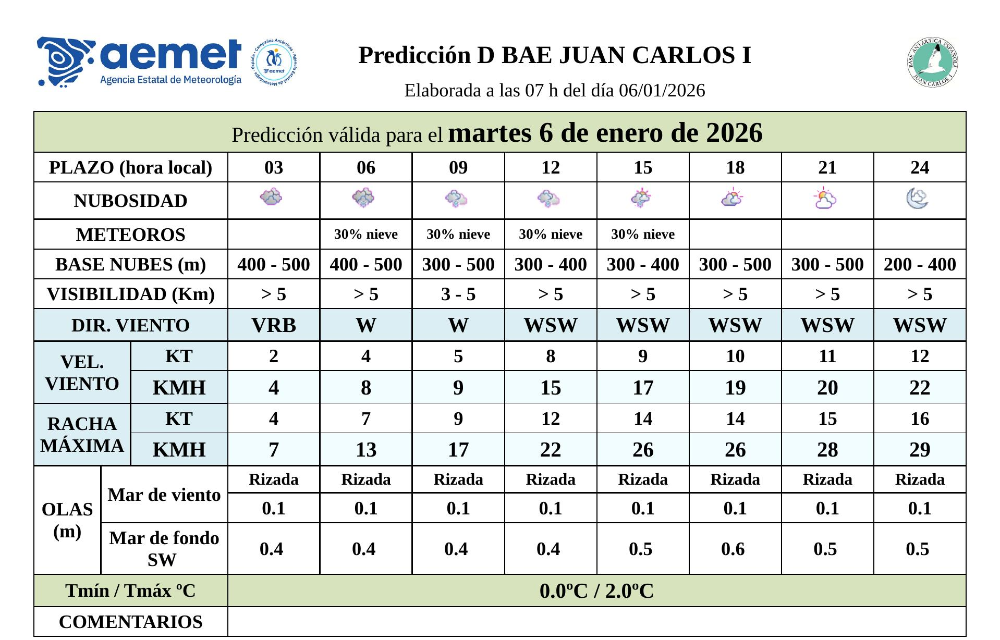 aemet
Agencia Estatal de Meteorología
Campañas Antárticas - Agencia Estatal de Meteorología - España
aemet
Predicción D BAE JUAN CARLOS I
Elaborada a las 07 h del día 06/01/2026
BASE ANTÁRTICA ESPAÑOLA
JUAN CARLOS I
Predicción válida para el martes 6 de enero de 2026
PLAZO (hora local) 03 06 09 12 15 18 21 24
NUBOSIDAD
METEOROS 30% nieve 30% nieve 30% nieve 30% nieve
BASE NUBES (m) 400 - 500 400 - 500 300 - 500 300 - 400 300 - 400 300 - 500 300 - 500 200 - 400
VISIBILIDAD (Km) > 5 > 5 3 - 5 > 5 > 5 > 5 > 5 > 5
DIR. VIENTO VRB W W WSW WSW WSW WSW WSW
VEL.
VIENTO
KT 2 4 5 8 9 10 11 12
KMH 4 8 9 15 17 19 20 22
RACHA
MÁXIMA
KT 4 7 9 12 14 14 15 16
KMH 7 13 17 22 26 26 28 29
OLAS
(m)
Mar de viento
Rizada Rizada Rizada Rizada Rizada Rizada Rizada Rizada
0.1 0.1 0.1 0.1 0.1 0.1 0.1 0.1
Mar de fondo
SW
0.4 0.4 0.4 0.4 0.5 0.6 0.5 0.5
Tmín / Tmáx ºC 0.0ºC / 2.0ºC
COMENTARIOS